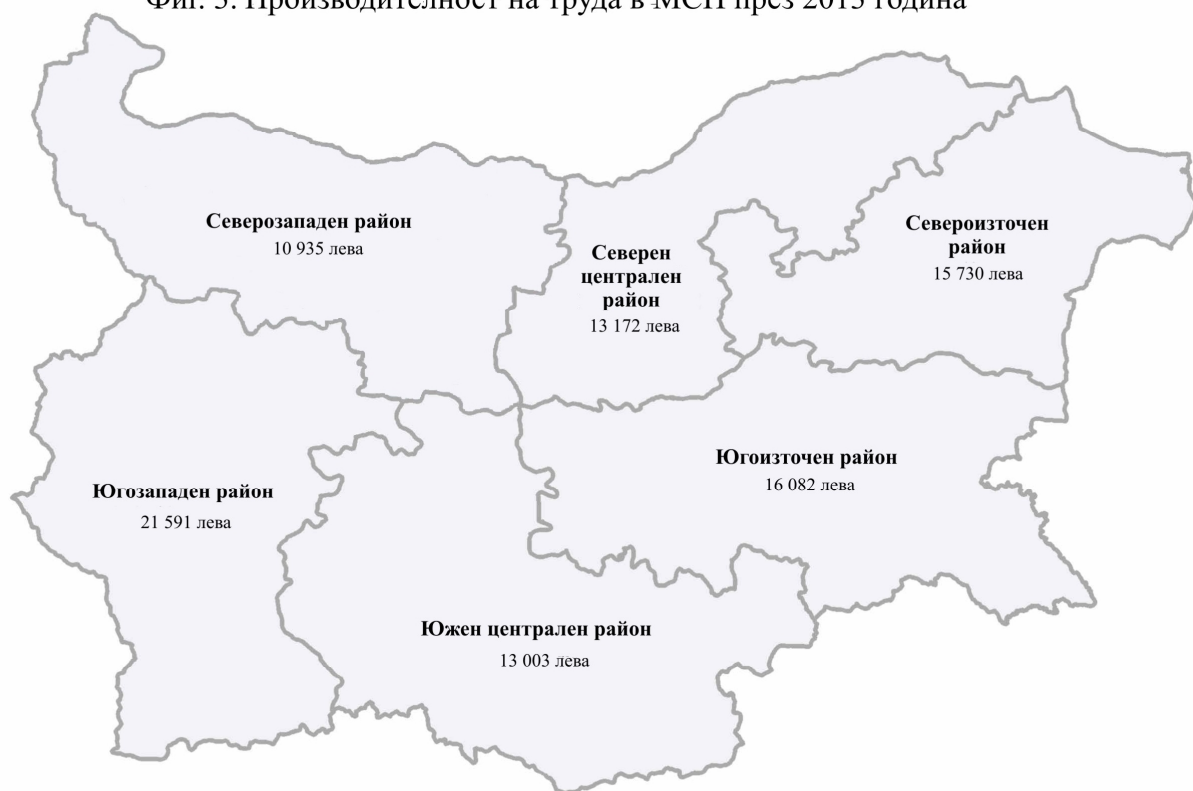 Фиг. 5. Производителност на труда в МСП през 2015 година
Северозападен район
10 935 лева
Северен
централен
район
13 172 лева
Североизточен
район
15 730 лева
Югозападен район
21 591 лева
Югоизточен район
16 082 лева
Южен централен район
13 003 лева